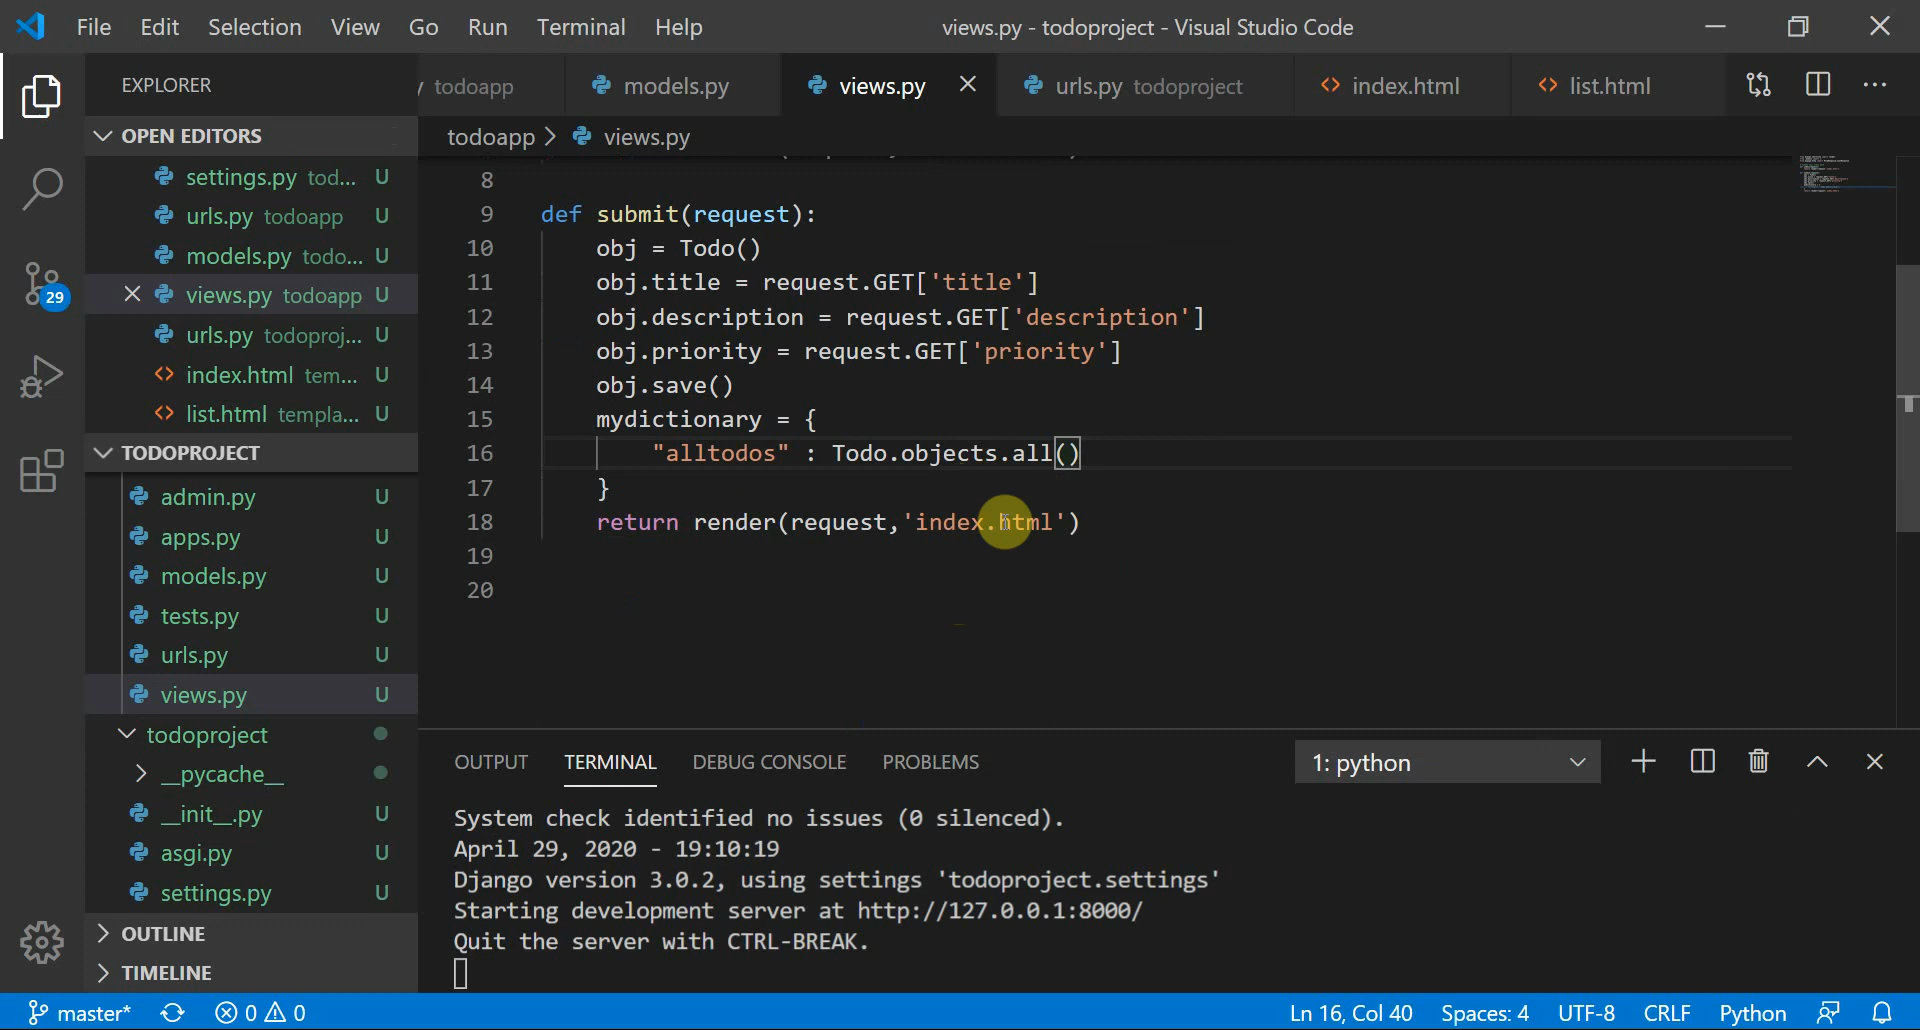 File Edit Selection View Go Run Terminal Help
views.py - todoproject - Visual Studio Code
EXPLORER
todoapp
models.py
views.py
urls.py todoproject
index.html
list.html
OPEN EDITORS
settings.py tod... U
urls.py todoapp U
models.py todo... U
views.py todoapp U
urls.py todoproj... U
index.html tem... U
list.html templa... U
TODOPROJECT
admin.py U
apps.py U
models.py U
tests.py U
urls.py U
views.py U
todoproject
__pycache__
__init__.py U
asgi.py U
settings.py U
OUTLINE
TIMELINE
29
todoapp > views.py
8
9 def submit(request):
10 obj = Todo()
11 obj.title = request.GET['title']
12 obj.description = request.GET['description']
13 obj.priority = request.GET['priority']
14 obj.save()
15 mydictionary = {
16 "alltodos" : Todo.objects.all()
17 }
18 return render(request,'index.html')
19
20
OUTPUT TERMINAL DEBUG CONSOLE PROBLEMS
1: python
System check identified no issues (0 silenced).
April 29, 2020 - 19:10:19
Django version 3.0.2, using settings 'todoproject.settings'
Starting development server at http://127.0.0.1:8000/
Quit the server with CTRL-BREAK.
master* 0 0
Ln 16, Col 40 Spaces: 4 UTF-8 CRLF Python